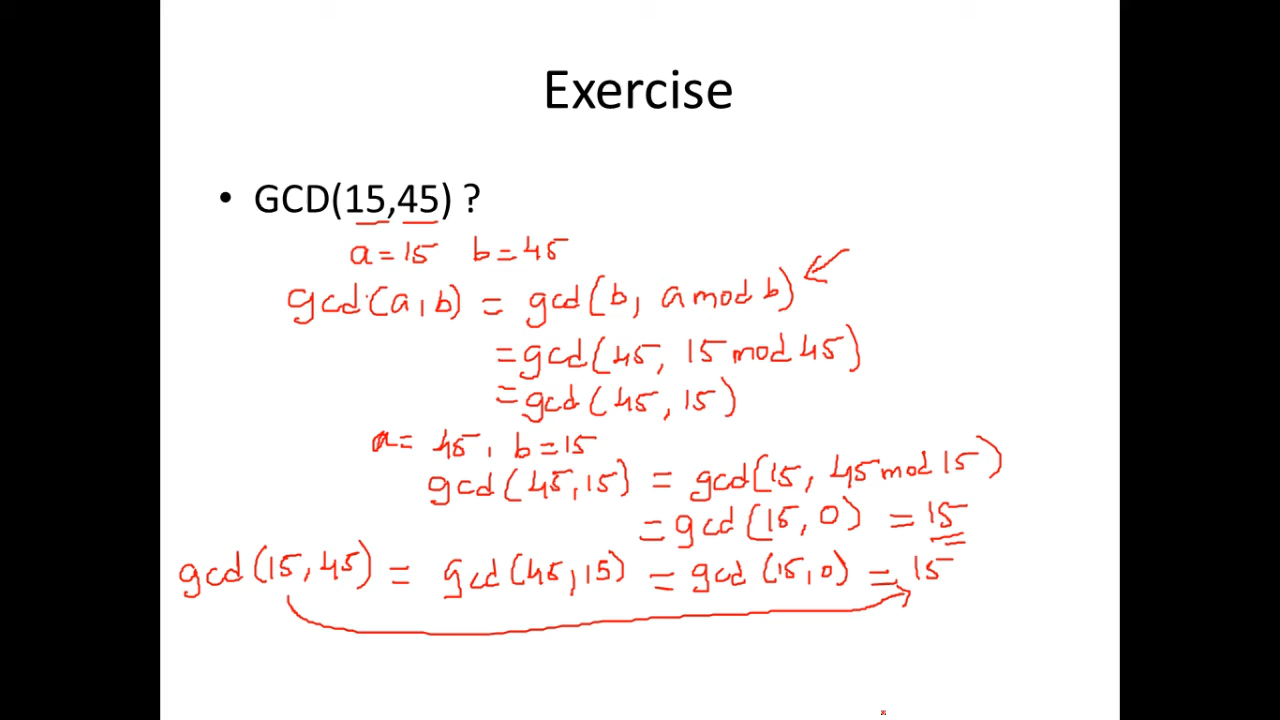 Exercise
• GCD(15,45) ?
a = 15 b = 45
gcd(a, b) = gcd(b, a mod b)
= gcd(45, 15 mod 45)
= gcd(45, 15)
a = 45, b = 15
gcd(45, 15) = gcd(15, 45 mod 15)
= gcd(15, 0) = 15
gcd(15, 45) = gcd(45, 15) = gcd(15, 0) = 15